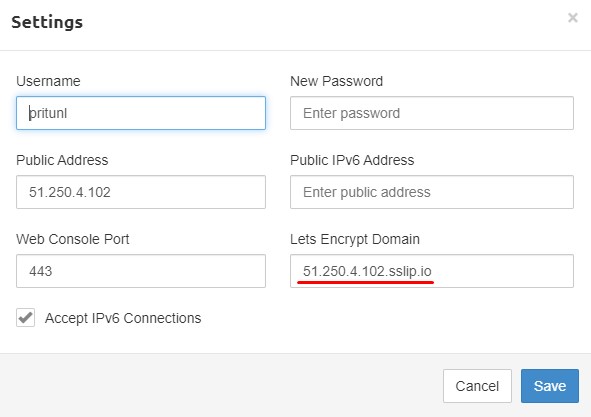 Settings ×
Username New Password
pritunl Enter password
Public Address Public IPv6 Address
51.250.4.102 Enter public address
Web Console Port Lets Encrypt Domain
443 51.250.4.102.sslip.io
Accept IPv6 Connections
Cancel Save